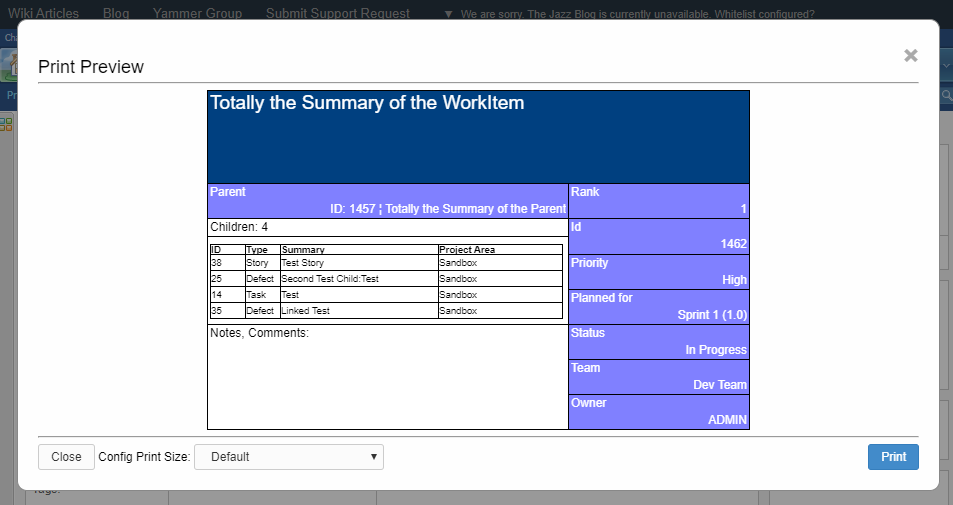 Wiki Articles Blog Yammer Group Submit Support Request ▼ We are sorry. The Jazz Blog is currently unavailable. Whitelist configured?
Print Preview
×
Totally the Summary of the WorkItem
Parent
ID: 1457 ¦ Totally the Summary of the Parent
Rank
1
Children: 4
ID Type Summary Project Area
38 Story Test Story Sandbox
25 Defect Second Test Child:Test Sandbox
14 Task Test Sandbox
35 Defect Linked Test Sandbox
Notes, Comments:
Id
1462
Priority
High
Planned for
Sprint 1 (1.0)
Status
In Progress
Team
Dev Team
Owner
ADMIN
Close Config Print Size: Default ▼ Print